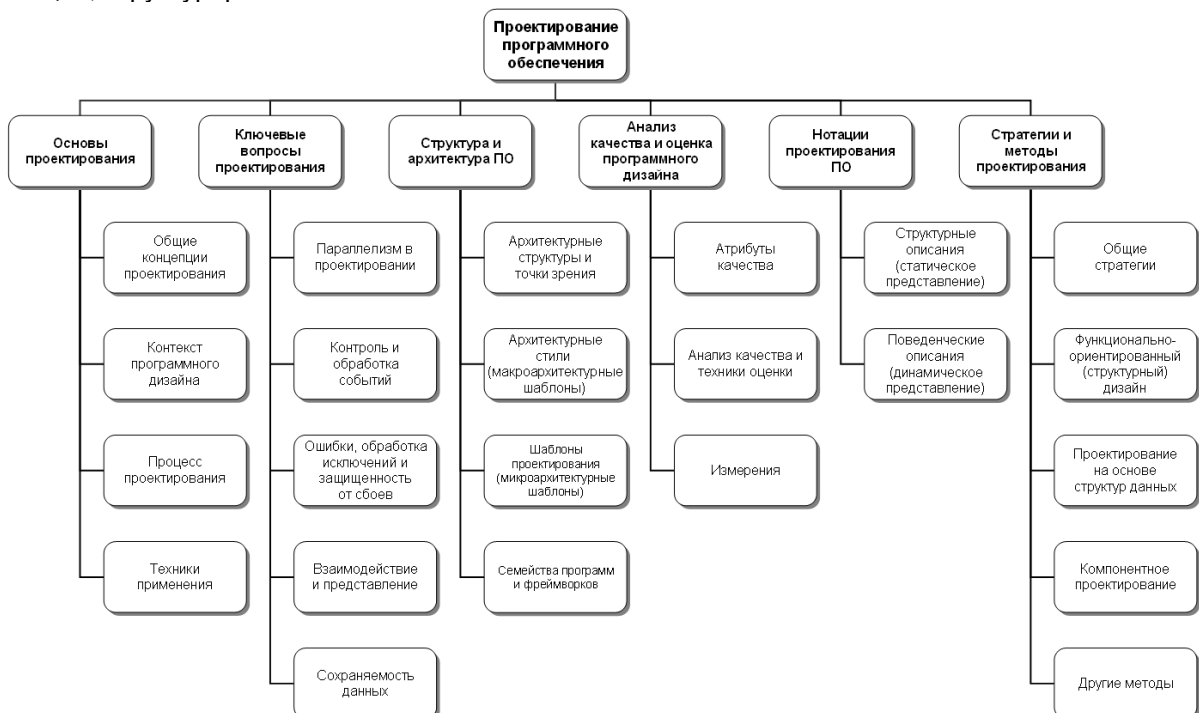 Проектирование
программного
обеспечения
Основы
проектирования
Ключевые
вопросы
проектирования
Структура и
архитектура ПО
Анализ
качества и оценка
программного
дизайна
Нотации
проектирования
ПО
Стратегии и
методы
проектирования
Общие
концепции
проектирования
Контекст
программного
дизайна
Процесс
проектирования
Техники
применения
Параллелизм в
проектировании
Контроль и
обработка
событий
Ошибки, обработка
исключений и
защищенность
от сбоев
Взаимодействие
и представление
Сохраняемость
данных
Архитектурные
структуры и
точки зрения
Архитектурные
стили
(макроархитектурные
шаблоны)
Шаблоны
проектирования
(микроархитектурные
шаблоны)
Семейства программ
и фреймворков
Атрибуты
качества
Анализ качества и
техники оценки
Измерения
Структурные
описания
(статическое
представление)
Поведенческие
описания
(динамическое
представление)
Общие
стратегии
Функционально-
ориентированный
(структурный)
дизайн
Проектирование
на основе
структур данных
Компонентное
проектирование
Другие методы